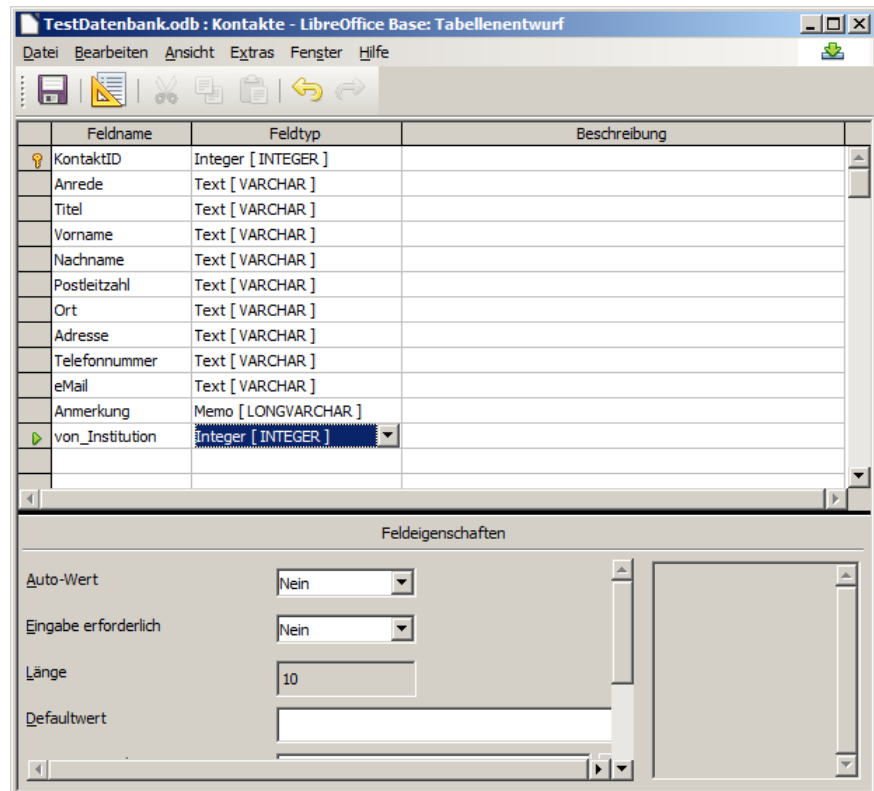 TestDatenbank.odb : Kontakte - LibreOffice Base: Tabellenentwurf
Datei Bearbeiten Ansicht Extras Fenster Hilfe
Feldname Feldtyp Beschreibung
KontaktID Integer [ INTEGER ]
Anrede Text [ VARCHAR ]
Titel Text [ VARCHAR ]
Vorname Text [ VARCHAR ]
Nachname Text [ VARCHAR ]
Postleitzahl Text [ VARCHAR ]
Ort Text [ VARCHAR ]
Adresse Text [ VARCHAR ]
Telefonnummer Text [ VARCHAR ]
eMail Text [ VARCHAR ]
Anmerkung Memo [ LONGVARCHAR ]
von_Institution Integer [ INTEGER ]
Feldeigenschaften
Auto-Wert Nein
Eingabe erforderlich Nein
Länge 10
Defaultwert